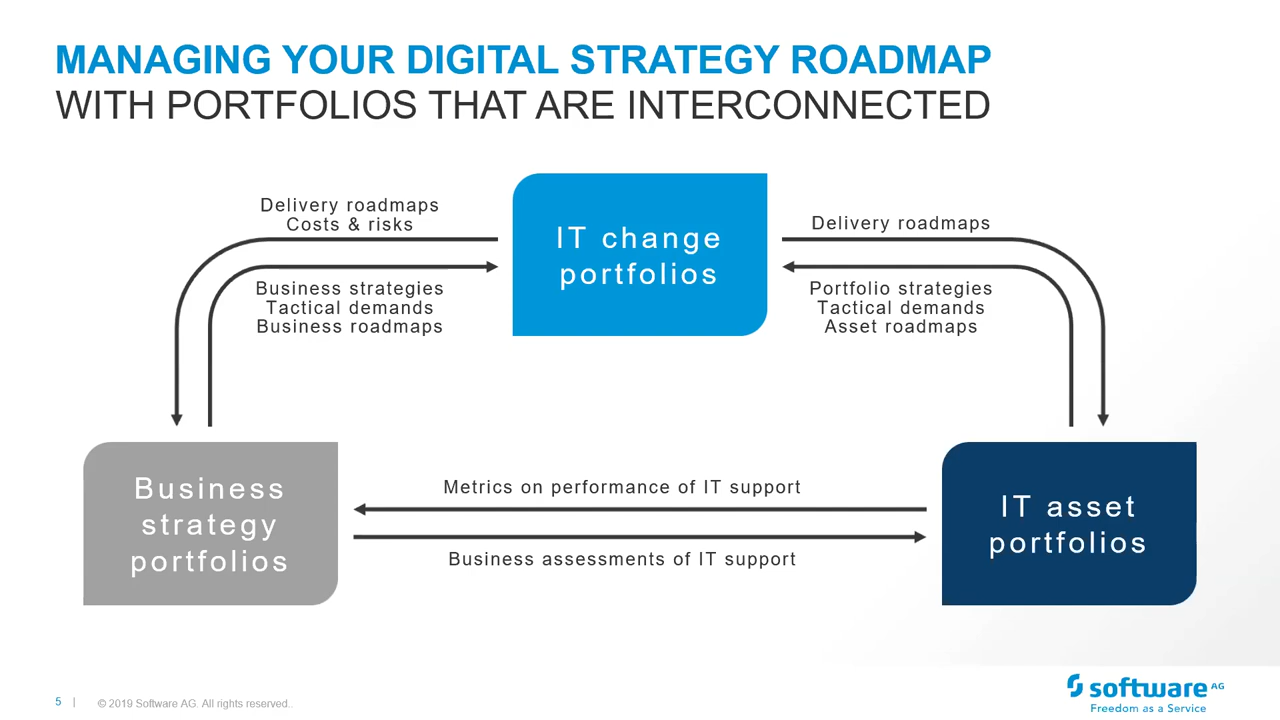 MANAGING YOUR DIGITAL STRATEGY ROADMAP
WITH PORTFOLIOS THAT ARE INTERCONNECTED
Delivery roadmaps
Costs & risks
Business strategies
Tactical demands
Business roadmaps
IT change
portfolios
Delivery roadmaps
Portfolio strategies
Tactical demands
Asset roadmaps
Business
strategy
portfolios
Metrics on performance of IT support
Business assessments of IT support
IT asset
portfolios
5 |
© 2019 Software AG. All rights reserved..
software AG
Freedom as a Service